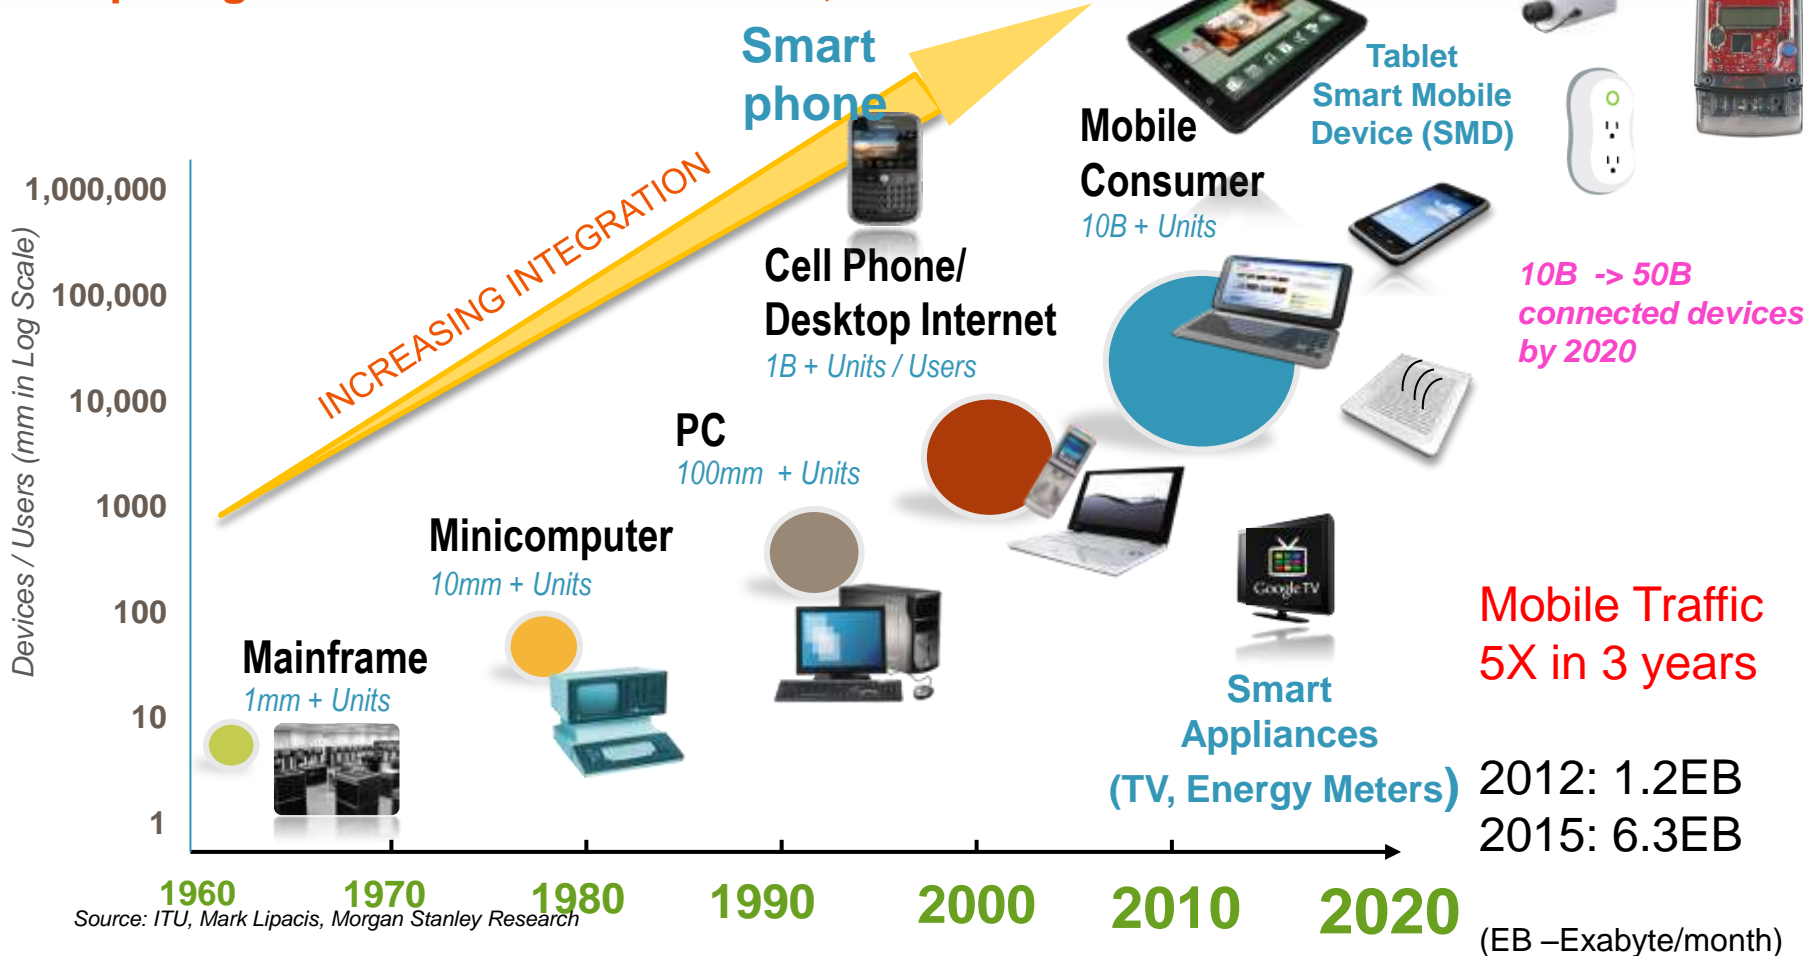 Smart
phone
Tablet
Smart Mobile
Device (SMD)
Mobile
Consumer
10B + Units
1,000,000
100,000
10,000
1000
100
10
1
Devices / Users (mm in Log Scale)
INCREASING INTEGRATION
Cell Phone/
Desktop Internet
1B + Units / Users
10B -> 50B
connected devices
by 2020
PC
100mm + Units
Minicomputer
10mm + Units
Mainframe
1mm + Units
Google TV
Smart
Appliances
(TV, Energy Meters)
Mobile Traffic
5X in 3 years
2012: 1.2EB
2015: 6.3EB
1960 1970 1980 1990 2000 2010 2020
Source: ITU, Mark Lipacis, Morgan Stanley Research
(EB –Exabyte/month)